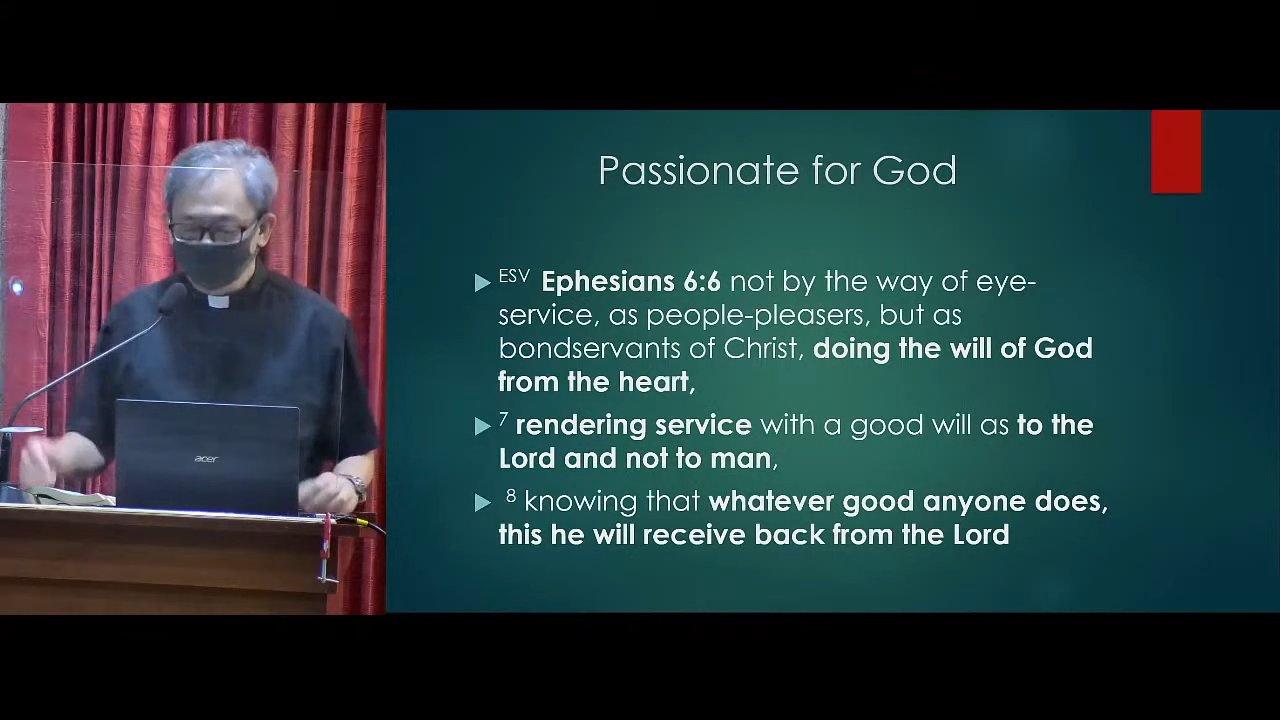 Passionate for God
ESV Ephesians 6:6 not by the way of eye-
service, as people-pleasers, but as
bondservants of Christ, doing the will of God
from the heart,
7 rendering service with a good will as to the
Lord and not to man,
8 knowing that whatever good anyone does,
this he will receive back from the Lord
acer